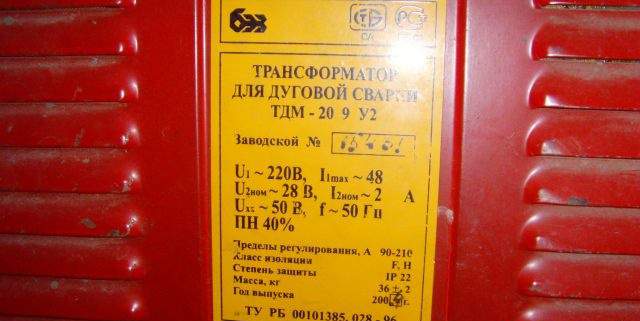 бэз
ТРАНСФОРМАТОР
ДЛЯ ДУГОВОЙ СВАРКИ
ТДМ - 20 9 У2
Заводской №
U1 ~ 220В, I1max ~ 48
U2ном ~ 28 В, I2ном ~ 2 А
Uхх ~ 50 В, f ~ 50 Гц
ПН 40%
Пределы регулирования, А 90-210
Класс изоляции F, H
Степень защиты IP 22
Масса, кг 36 + 2
Год выпуска г.
ТУ РБ 00101385. 028 - 96